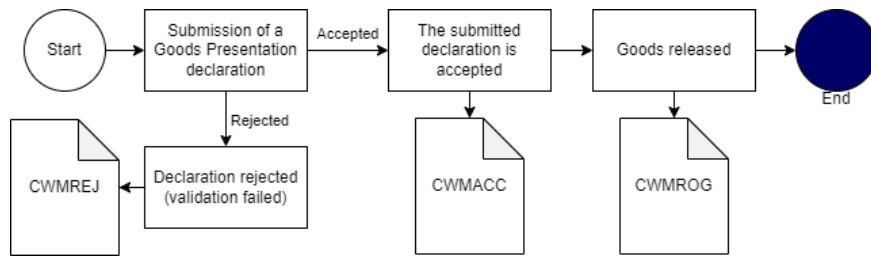 Start
Submission of a
Goods Presentation
declaration
Accepted
The submitted
declaration is
accepted
Goods released
End
Rejected
CWMREJ
Declaration rejected
(validation failed)
CWMACC
CWMROG